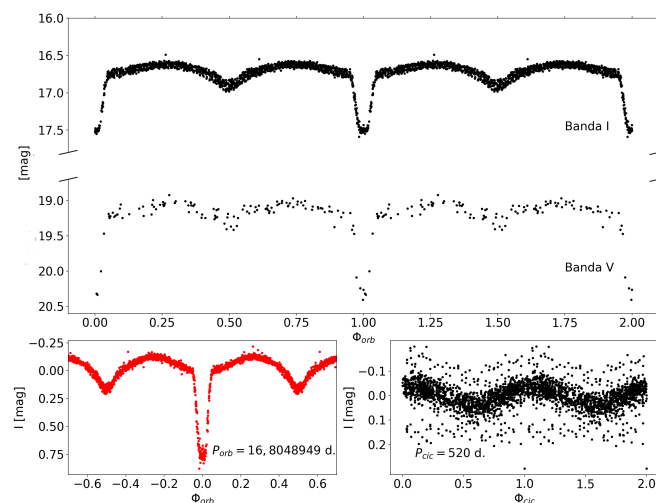 16.0
16.5
17.0
17.5
Banda I
[mag]
19.0
19.5
20.0
20.5
Banda V
0.00 0.25 0.50 0.75 1.00 1.25 1.50 1.75 2.00
Φorb
−0.25
0.00
0.25
0.50
0.75
I [mag]
Porb = 16, 8048949 d.
−0.6 −0.4 −0.2 0.0 0.2 0.4 0.6
Φorb
−0.1
0.0
0.1
0.2
I [mag]
Pcic = 520 d.
0.0 0.5 1.0 1.5 2.0
Φcic